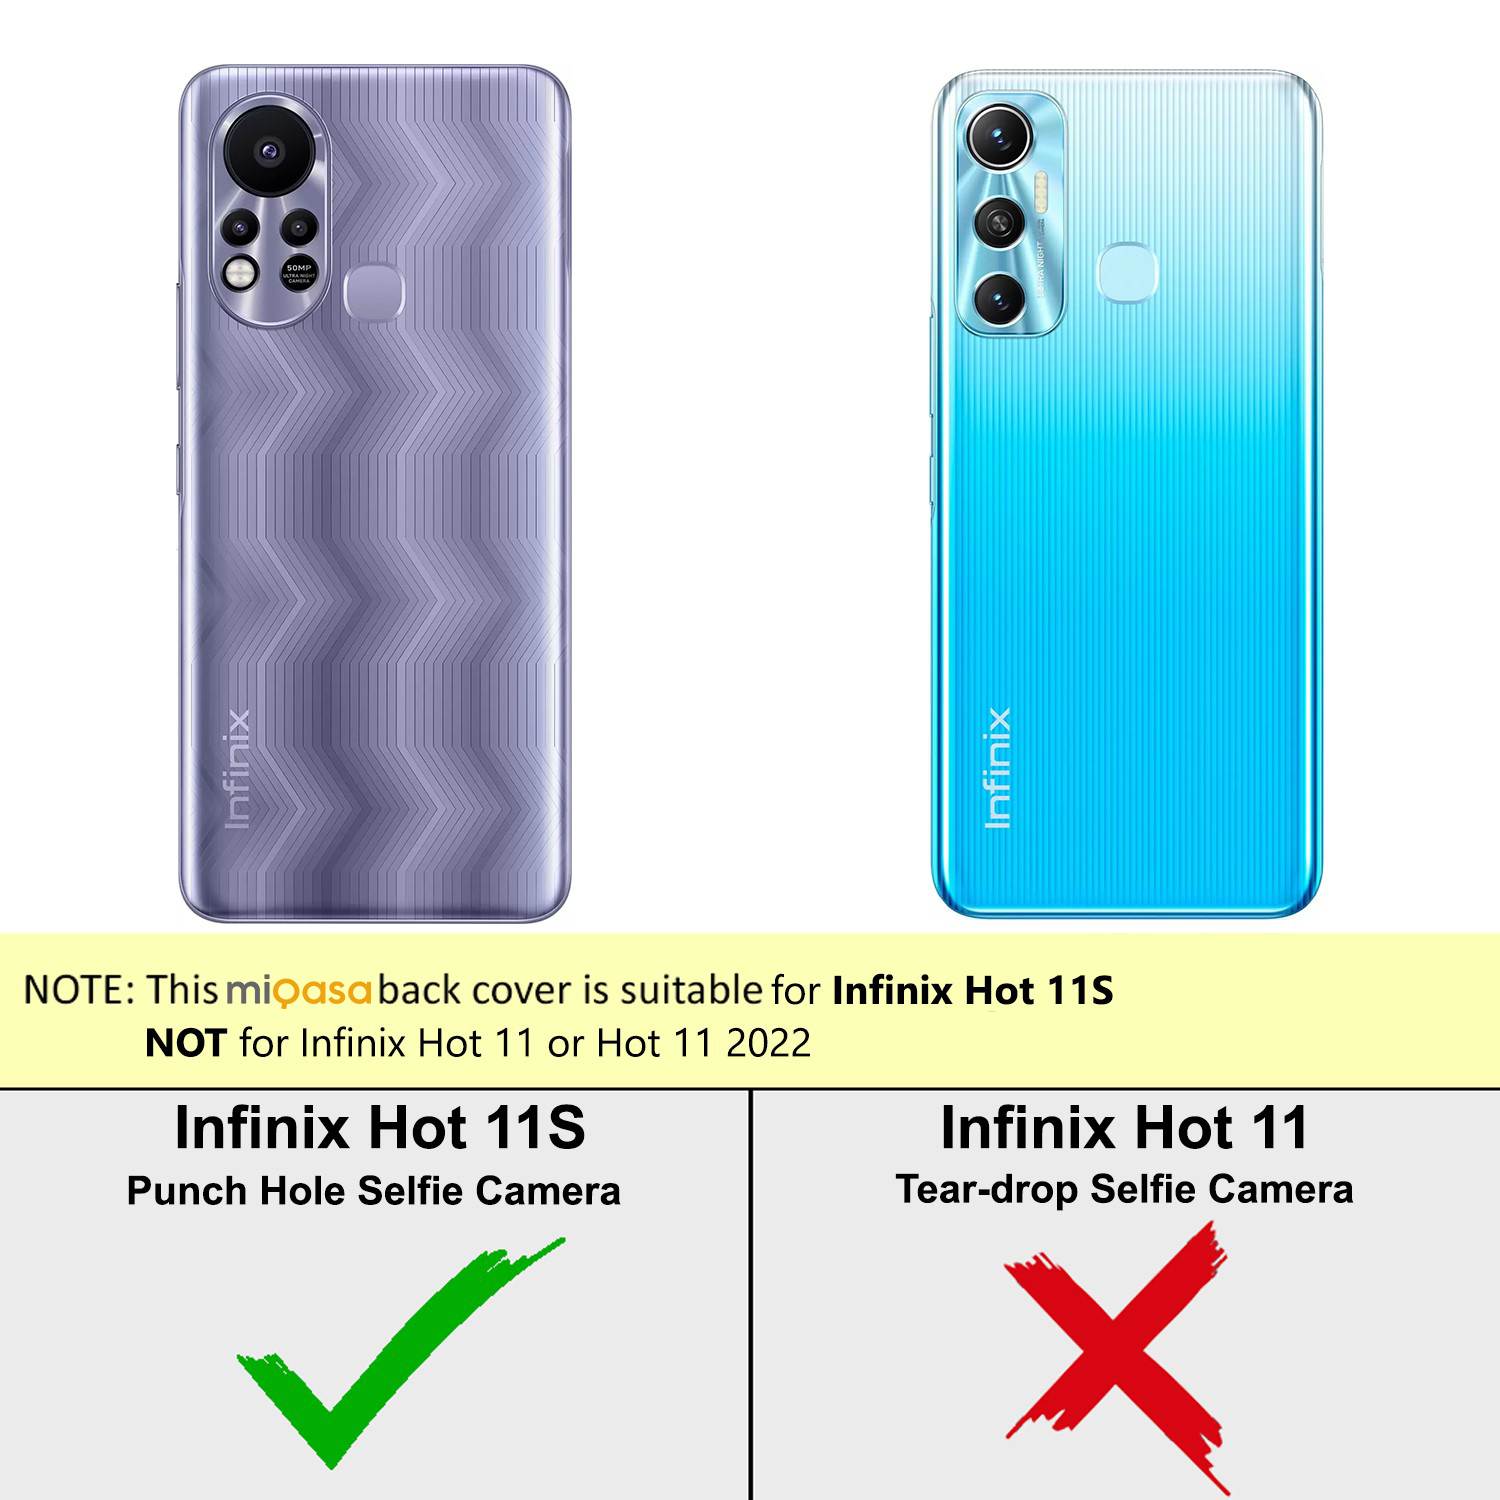 50MP
ULTRA NIGHT
CAMERA
ULTRA NIGHT
Infinix
Infinix
NOTE: This miQasa back cover is suitable for Infinix Hot 11S
NOT for Infinix Hot 11 or Hot 11 2022
Infinix Hot 11S
Punch Hole Selfie Camera
Infinix Hot 11
Tear-drop Selfie Camera